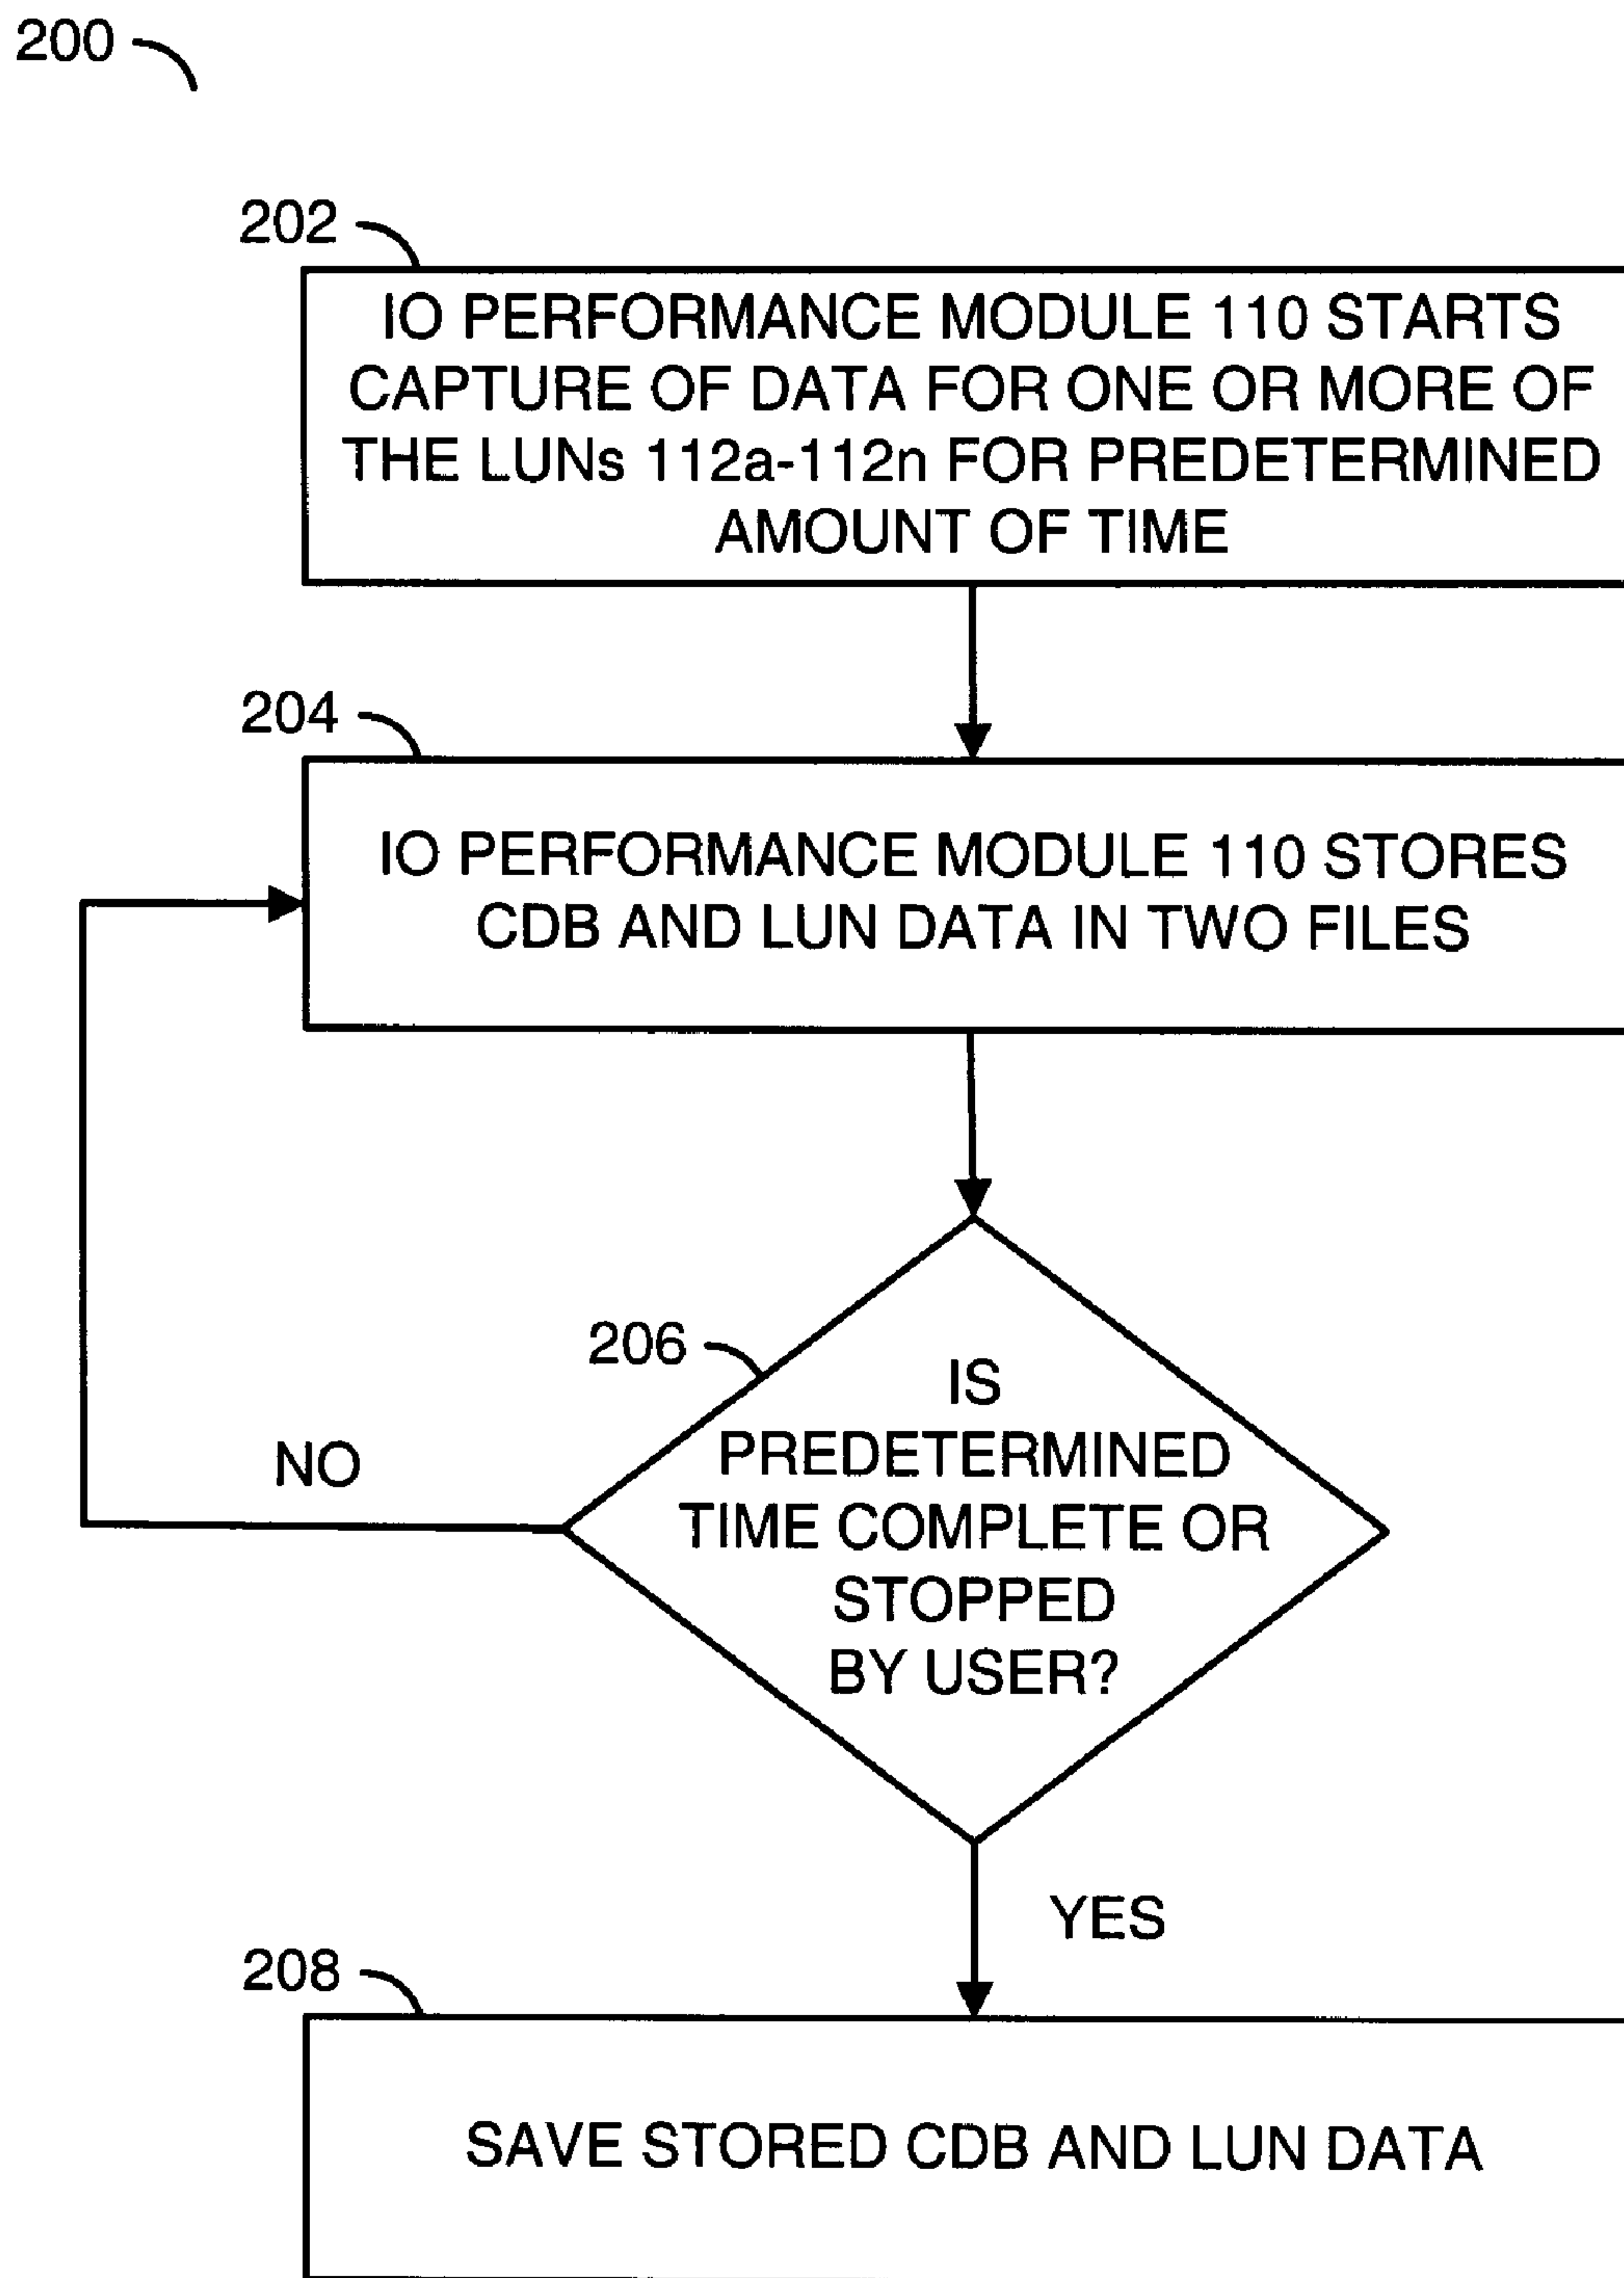 200
202
IO PERFORMANCE MODULE 110 STARTS
CAPTURE OF DATA FOR ONE OR MORE OF
THE LUNs 112a-112n FOR PREDETERMINED
AMOUNT OF TIME
204
IO PERFORMANCE MODULE 110 STORES
CDB AND LUN DATA IN TWO FILES
206
IS
PREDETERMINED
TIME COMPLETE OR
STOPPED
BY USER?
NO
YES
208
SAVE STORED CDB AND LUN DATA